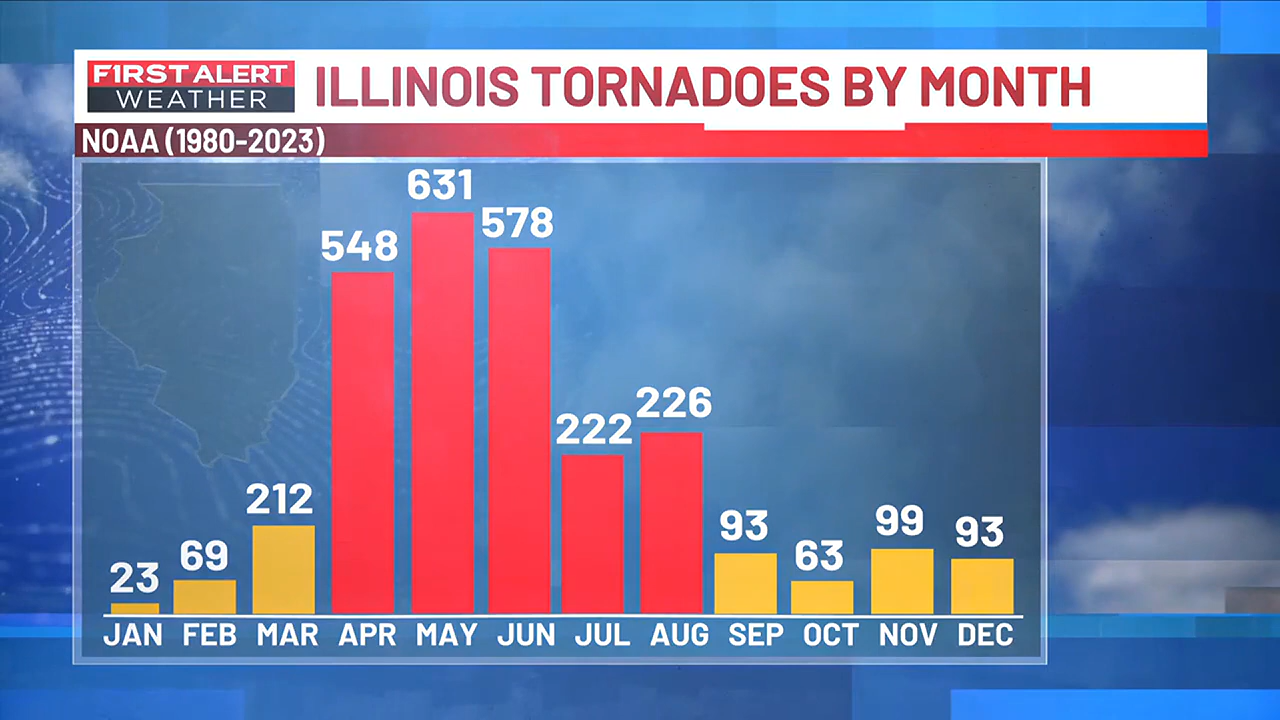 FIRST ALERT
WEATHER
ILLINOIS TORNADOES BY MONTH
NOAA (1980-2023)
23
69
212
548
631
578
222
226
93
63
99
93
JAN FEB MAR APR MAY JUN JUL AUG SEP OCT NOV DEC